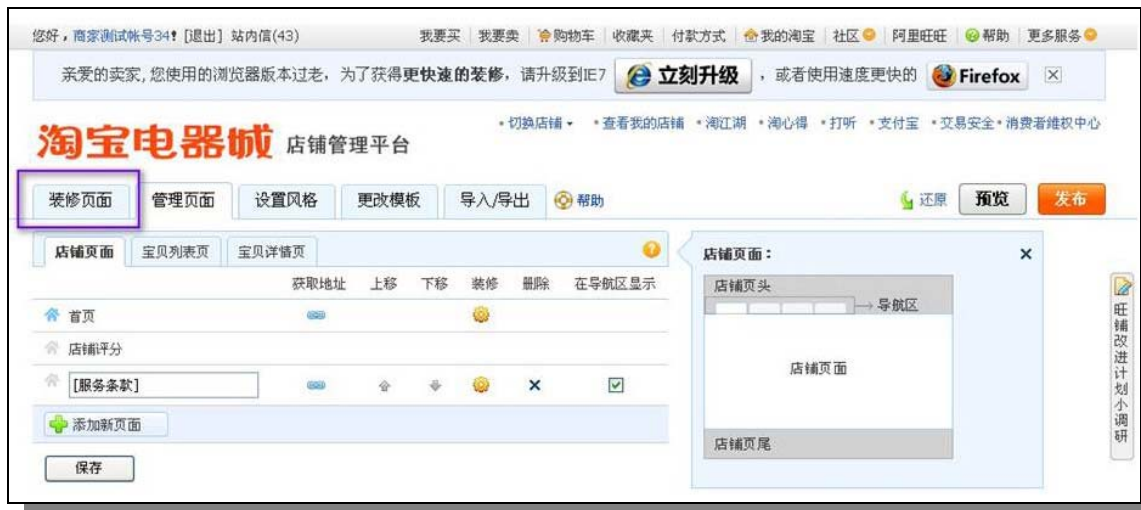 您好，商家测试帐号34! [退出] 站内信(43) 我要买 我要卖 购物车 收藏夹 付款方式 我的淘宝 社区 阿里旺旺 帮助 更多服务
亲爱的卖家，您使用的浏览器版本过老，为了获得更快速的装修，请升级到IE7 立刻升级 ，或者使用速度更快的 Firefox
•切换店铺 •查看我的店铺 •淘江湖 •淘心得 •打听 •支付宝 •交易安全•消费者维权中心
淘宝电器城 店铺管理平台
装修页面 管理页面 设置风格 更改模板 导入/导出 帮助 还原 预览 发布
店铺页面 宝贝列表页 宝贝详情页
获取地址 上移 下移 装修 删除 在导航区显示
首页
店铺评分
[服务条款]
添加新页面
保存
店铺页面：
店铺页头
导航区
店铺页面
店铺页尾
旺铺改进计划小调研